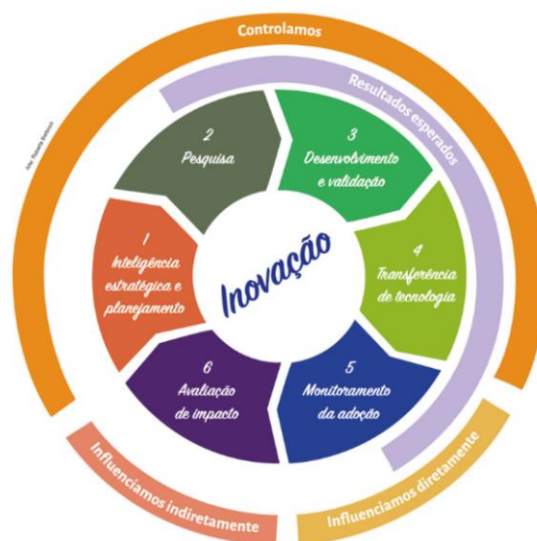 Controlamos
Resultados esperados
2
Pesquisa
3
Desenvolvimento
e validação
1
Inteligência
estratégica e
planejamento
Inovação
4
Transferência
de tecnologia
6
Avaliação
de impacto
5
Monitoramento
da adoção
Influenciamos indiretamente
Influenciamos diretamente